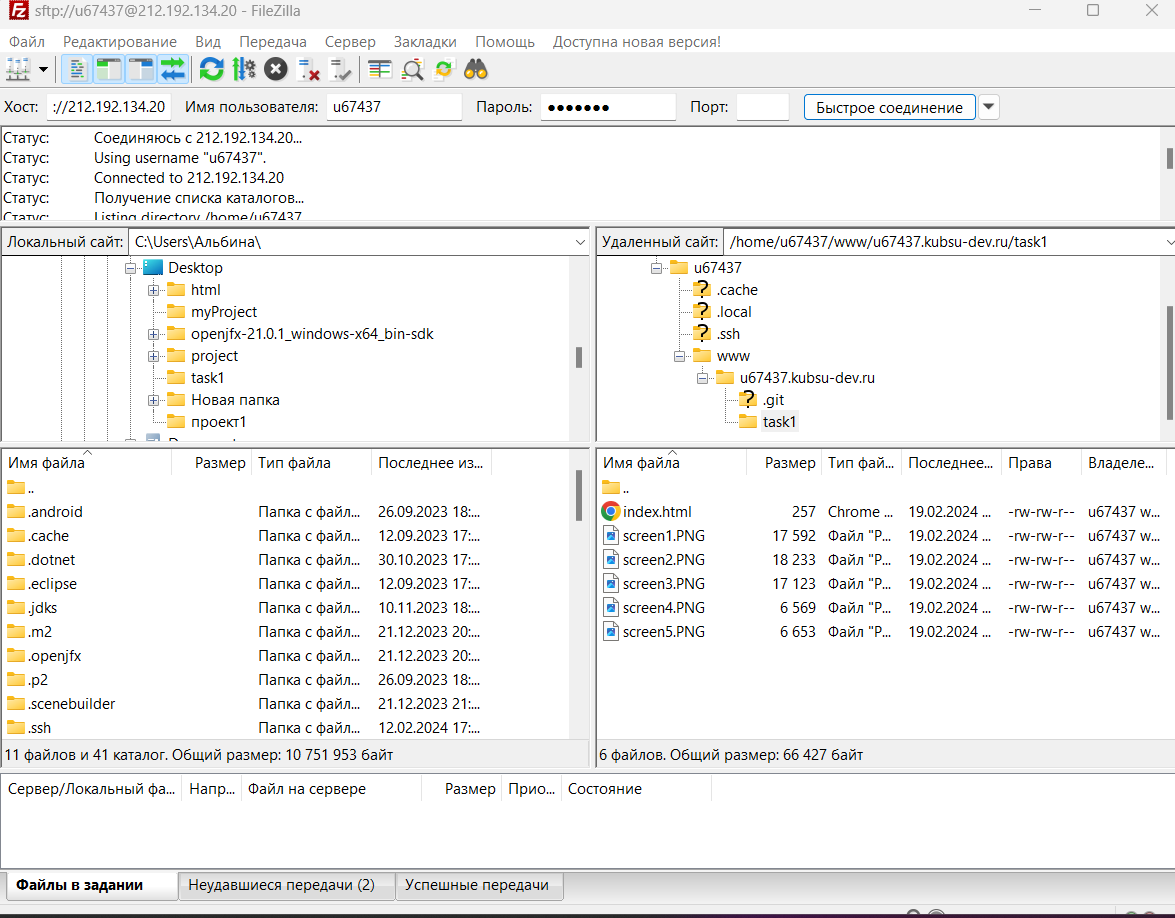 sftp://u67437@212.192.134.20 - FileZilla
Файл Редактирование Вид Передача Сервер Закладки Помощь Доступна новая версия!
Хост: ://212.192.134.20 Имя пользователя: u67437 Пароль: ●●●●●●● Порт: Быстрое соединение
Статус: Соединяюсь с 212.192.134.20...
Статус: Using username "u67437".
Статус: Connected to 212.192.134.20
Статус: Получение списка каталогов...
Статус: Listing directory /home/u67437
Локальный сайт: C:\Users\Альбина\
Desktop
html
myProject
openjfx-21.0.1_windows-x64_bin-sdk
project
task1
Новая папка
проект1
Удаленный сайт: /home/u67437/www/u67437.kubsu-dev.ru/task1
u67437
.cache
.local
.ssh
www
u67437.kubsu-dev.ru
.git
task1
Имя файла Размер Тип файла Последнее из...
..
.android Папка с файл... 26.09.2023 18:...
.cache Папка с файл... 12.09.2023 17:...
.dotnet Папка с файл... 30.10.2023 17:...
.eclipse Папка с файл... 12.09.2023 17:...
.jdks Папка с файл... 10.11.2023 18:...
.m2 Папка с файл... 21.12.2023 20:...
.openjfx Папка с файл... 21.12.2023 20:...
.p2 Папка с файл... 26.09.2023 18:...
.scenebuilder Папка с файл... 21.12.2023 21:...
.ssh Папка с файл... 12.02.2024 17:...
11 файлов и 41 каталог. Общий размер: 10 751 953 байт
Имя файла Размер Тип фай... Последнее... Права Владеле...
..
index.html 257 Chrome ... 19.02.2024 ... -rw-rw-r-- u67437 w...
screen1.PNG 17 592 Файл "P... 19.02.2024 ... -rw-rw-r-- u67437 w...
screen2.PNG 18 233 Файл "P... 19.02.2024 ... -rw-rw-r-- u67437 w...
screen3.PNG 17 123 Файл "P... 19.02.2024 ... -rw-rw-r-- u67437 w...
screen4.PNG 6 569 Файл "P... 19.02.2024 ... -rw-rw-r-- u67437 w...
screen5.PNG 6 653 Файл "P... 19.02.2024 ... -rw-rw-r-- u67437 w...
6 файлов. Общий размер: 66 427 байт
Сервер/Локальный фа... Напр... Файл на сервере Размер Прио... Состояние
Файлы в задании Неудавшиеся передачи (2) Успешные передачи